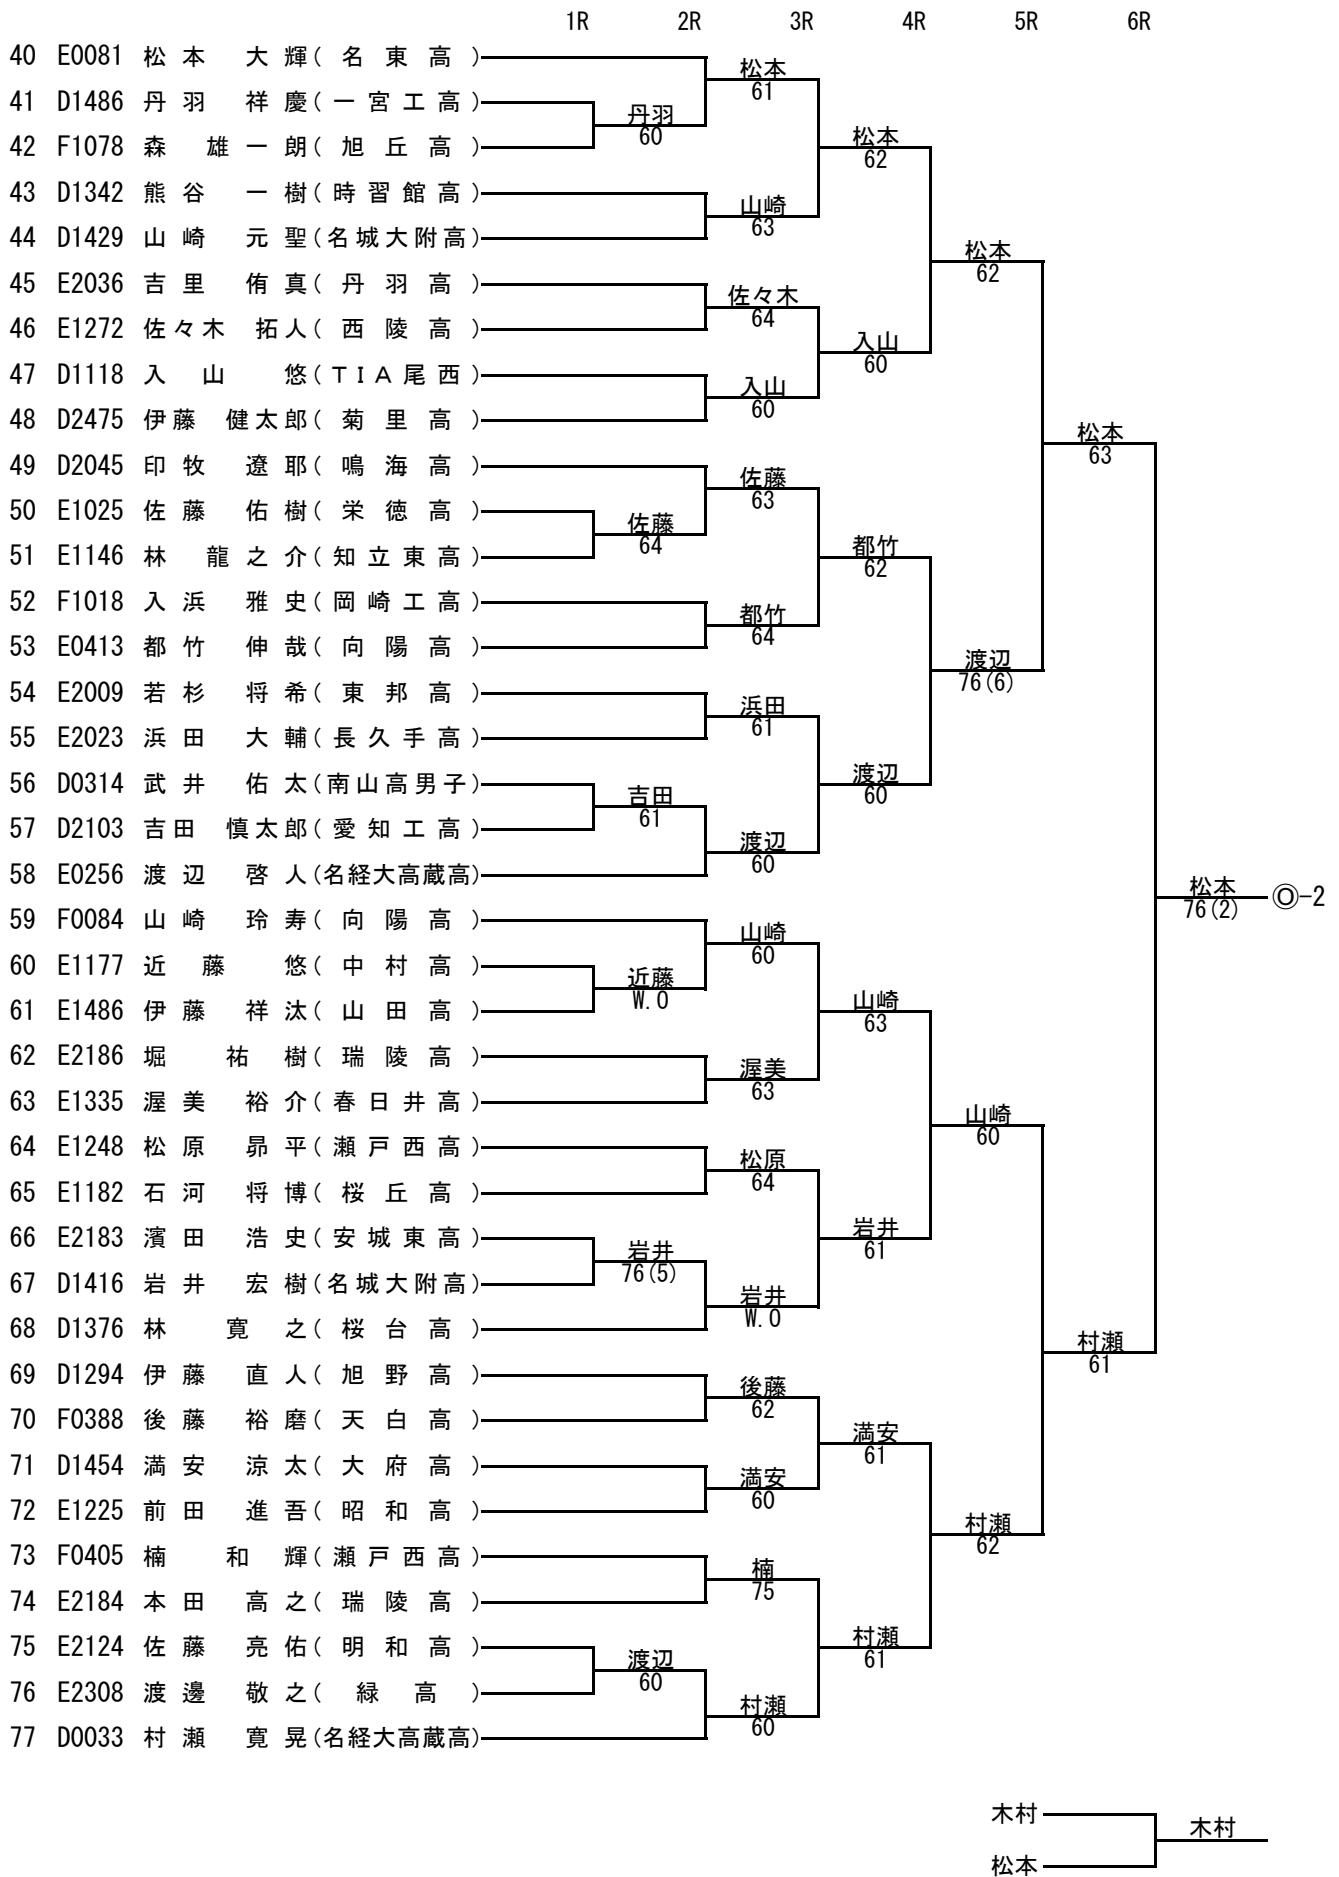 1R 2R 3R 4R 5R 6R
40 E0081 松本 大輝(名東高)
松本
61
41 D1486 丹羽 祥慶(一宮工高)
丹羽
60
42 F1078 森 雄一朗(旭丘高)
松本
62
43 D1342 熊谷 一樹(時習館高)
山崎
63
44 D1429 山崎 元聖(名城大附高)
松本
62
45 E2036 吉里 侑真(丹羽高)
佐々木
64
46 E1272 佐々木 拓人(西陵高)
入山
60
47 D1118 入山 悠(TIA尾西)
入山
60
48 D2475 伊藤 健太郎(菊里高)
松本
63
49 D2045 印牧 遼耶(鳴海高)
佐藤
63
50 E1025 佐藤 佑樹(栄徳高)
佐藤
64
51 E1146 林 龍之介(知立東高)
都竹
62
52 F1018 入浜 雅史(岡崎工高)
都竹
64
53 E0413 都竹 伸哉(向陽高)
渡辺
76(6)
54 E2009 若杉 将希(東邦高)
浜田
61
55 E2023 浜田 大輔(長久手高)
渡辺
60
56 D0314 武井 佑太(南山高男子)
吉田
61
57 D2103 吉田 慎太郎(愛知工高)
渡辺
60
58 E0256 渡辺 啓人(名経大高蔵高)
松本
76(2)
Ⓞ-2
59 F0084 山崎 玲寿(向陽高)
山崎
60
60 E1177 近藤 悠(中村高)
近藤
W.O
61 E1486 伊藤 祥汰(山田高)
山崎
63
62 E2186 堀 祐樹(瑞陵高)
渥美
63
63 E1335 渥美 裕介(春日井高)
山崎
60
64 E1248 松原 昴平(瀬戸西高)
松原
64
65 E1182 石河 将博(桜丘高)
岩井
61
66 E2183 濱田 浩史(安城東高)
岩井
76(5)
67 D1416 岩井 宏樹(名城大附高)
岩井
W.O
68 D1376 林 寛之(桜台高)
村瀬
61
69 D1294 伊藤 直人(旭野高)
後藤
62
70 F0388 後藤 裕磨(天白高)
満安
61
71 D1454 満安 涼太(大府高)
満安
60
72 E1225 前田 進吾(昭和高)
村瀬
62
73 F0405 楠 和輝(瀬戸西高)
楠
75
74 E2184 本田 高之(瑞陵高)
村瀬
61
75 E2124 佐藤 亮佑(明和高)
渡辺
60
76 E2308 渡邊 敬之(緑高)
村瀬
60
77 D0033 村瀬 寛晃(名経大高蔵高)
木村
木村
松本